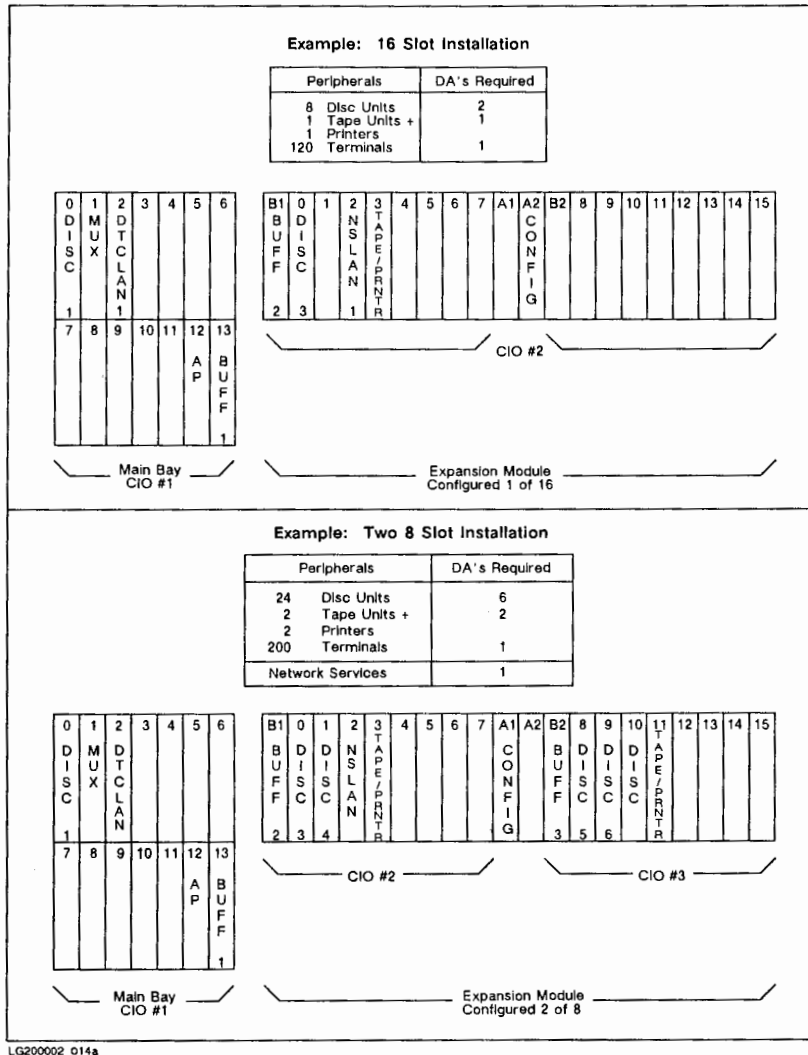 Example: 16 Slot Installation
Peripherals DA's Required
8 Disc Units 2
1 Tape Units + 1
1 Printers
120 Terminals 1
0 1 2 3 4 5 6 B1 0 1 2 3 4 5 6 7 A1 A2 B2 8 9 10 11 12 13 14 15
DISC 1 MUX DTCLAN 1 BUFF 2 DISC 3 NSLAN 1 TAPE/PRNTR CONFIG
7 8 9 10 11 12 13
AP BUFF 1
CIO #2
Main Bay
CIO #1
Expansion Module
Configured 1 of 16
Example: Two 8 Slot Installation
Peripherals DA's Required
24 Disc Units 6
2 Tape Units + 2
2 Printers
200 Terminals 1
Network Services 1
0 1 2 3 4 5 6 B1 0 1 2 3 4 5 6 7 A1 A2 B2 8 9 10 11 12 13 14 15
DISC 1 MUX DTCLAN BUFF 2 DISC 3 DISC 4 NSLAN TAPE/PRNTR CONFIG BUFF 3 DISC 5 DISC 6 DISC TAPE/PRNTR
7 8 9 10 11 12 13
AP BUFF 1
CIO #2 CIO #3
Main Bay
CIO #1
Expansion Module
Configured 2 of 8
LG200002_014a